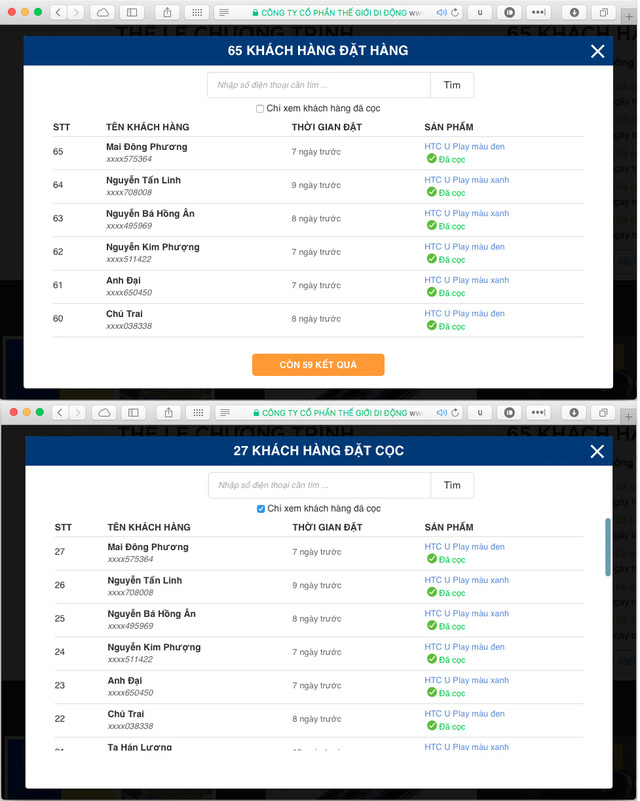 CÔNG TY CỔ PHẦN THẾ GIỚI DI ĐỘNG www
65 KHÁCH HÀNG ĐẶT HÀNG
Nhập số điện thoại cần tìm ...
Tìm
Chỉ xem khách hàng đã cọc
STT TÊN KHÁCH HÀNG THỜI GIAN ĐẶT SẢN PHẨM
65 Mai Đông Phương 7 ngày trước HTC U Play màu đen
xxxx575364 Đã cọc
64 Nguyễn Tấn Linh 9 ngày trước HTC U Play màu xanh
xxxx708008 Đã cọc
63 Nguyễn Bá Hồng Ân 8 ngày trước HTC U Play màu xanh
xxxx495969 Đã cọc
62 Nguyễn Kim Phượng 7 ngày trước HTC U Play màu đen
xxxx511422 Đã cọc
61 Anh Đại 7 ngày trước HTC U Play màu xanh
xxxx650450 Đã cọc
60 Chú Trai 8 ngày trước HTC U Play màu đen
xxxx038338 Đã cọc
CÒN 59 KẾT QUẢ
CÔNG TY CỔ PHẦN THẾ GIỚI DI ĐỘNG www
THỂ LỆ CHƯƠNG TRÌNH 65 KHÁCH H
27 KHÁCH HÀNG ĐẶT CỌC
Nhập số điện thoại cần tìm ...
Tìm
Chỉ xem khách hàng đã cọc
STT TÊN KHÁCH HÀNG THỜI GIAN ĐẶT SẢN PHẨM
27 Mai Đông Phương 7 ngày trước HTC U Play màu đen
xxxx575364 Đã cọc
26 Nguyễn Tấn Linh 9 ngày trước HTC U Play màu xanh
xxxx708008 Đã cọc
25 Nguyễn Bá Hồng Ân 8 ngày trước HTC U Play màu xanh
xxxx495969 Đã cọc
24 Nguyễn Kim Phượng 7 ngày trước HTC U Play màu đen
xxxx511422 Đã cọc
23 Anh Đại 7 ngày trước HTC U Play màu xanh
xxxx650450 Đã cọc
22 Chú Trai 8 ngày trước HTC U Play màu đen
xxxx038338 Đã cọc
21 Tạ Hán Lương HTC U Play màu xanh